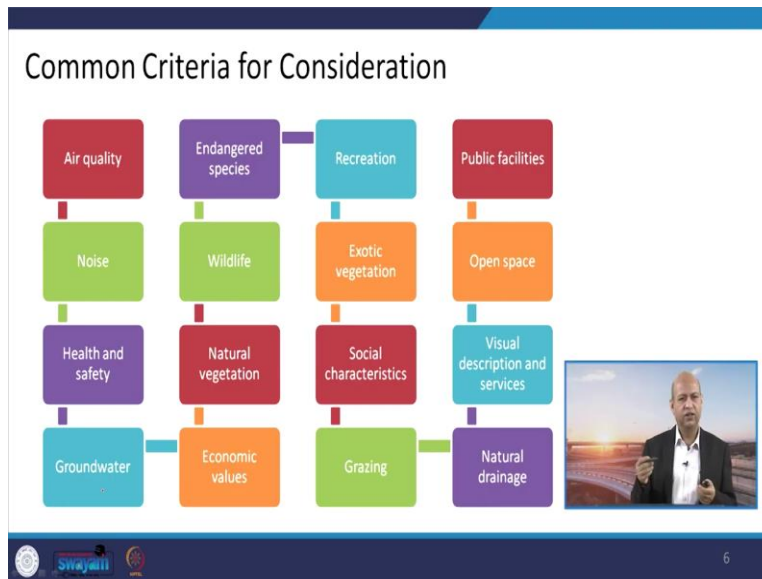 Common Criteria for Consideration
Air quality
Noise
Health and
safety
Groundwater
Endangered
species
Wildlife
Natural
vegetation
Economic
values
Recreation
Exotic
vegetation
Social
characteristics
Grazing
Public facilities
Open space
Visual
description and
services
Natural
drainage
swayam
6